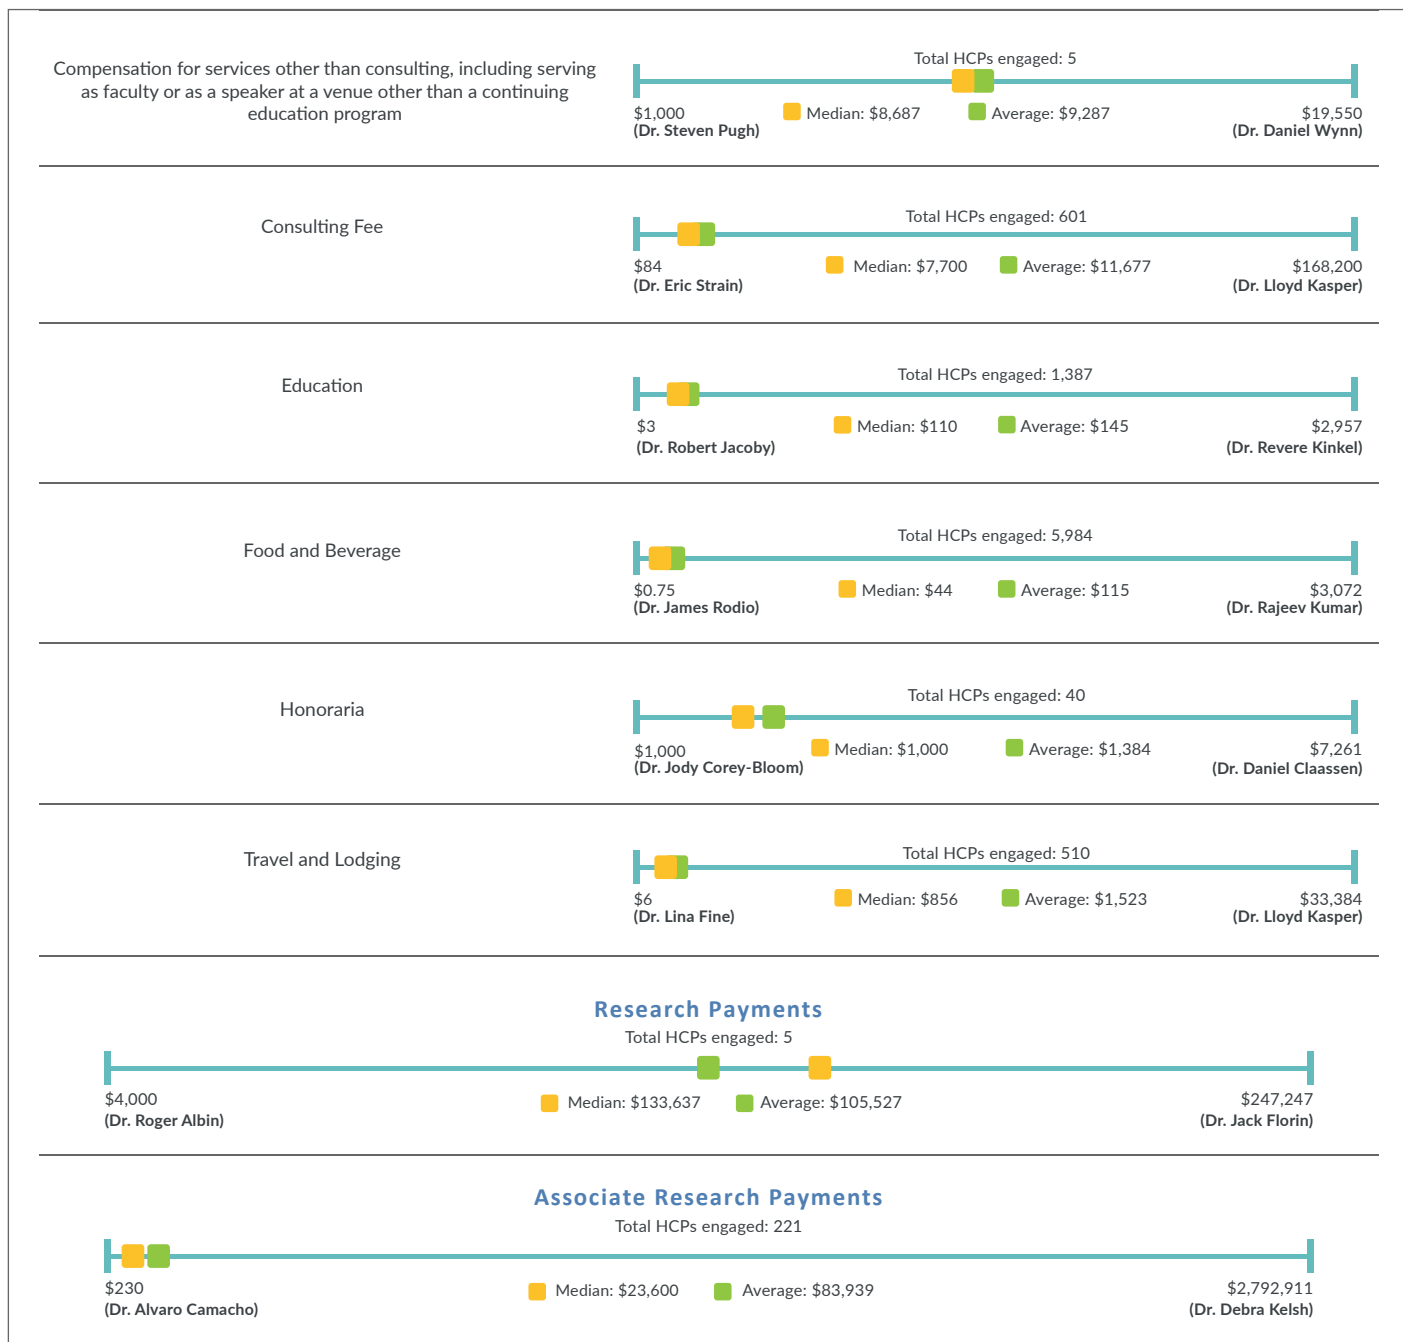 Compensation for services other than consulting, including serving
as faculty or as a speaker at a venue other than a continuing
education program
Total HCPs engaged: 5
$1,000
(Dr. Steven Pugh)
Median: $8,687
Average: $9,287
$19,550
(Dr. Daniel Wynn)
Consulting Fee
Total HCPs engaged: 601
$84
(Dr. Eric Strain)
Median: $7,700
Average: $11,677
$168,200
(Dr. Lloyd Kasper)
Education
Total HCPs engaged: 1,387
$3
(Dr. Robert Jacoby)
Median: $110
Average: $145
$2,957
(Dr. Revere Kinkel)
Food and Beverage
Total HCPs engaged: 5,984
$0.75
(Dr. James Rodio)
Median: $44
Average: $115
$3,072
(Dr. Rajeev Kumar)
Honoraria
Total HCPs engaged: 40
$1,000
(Dr. Jody Corey-Bloom)
Median: $1,000
Average: $1,384
$7,261
(Dr. Daniel Claassen)
Travel and Lodging
Total HCPs engaged: 510
$6
(Dr. Lina Fine)
Median: $856
Average: $1,523
$33,384
(Dr. Lloyd Kasper)
Research Payments
Total HCPs engaged: 5
$4,000
(Dr. Roger Albin)
Median: $133,637
Average: $105,527
$247,247
(Dr. Jack Florin)
Associate Research Payments
Total HCPs engaged: 221
$230
(Dr. Alvaro Camacho)
Median: $23,600
Average: $83,939
$2,792,911
(Dr. Debra Kelsh)